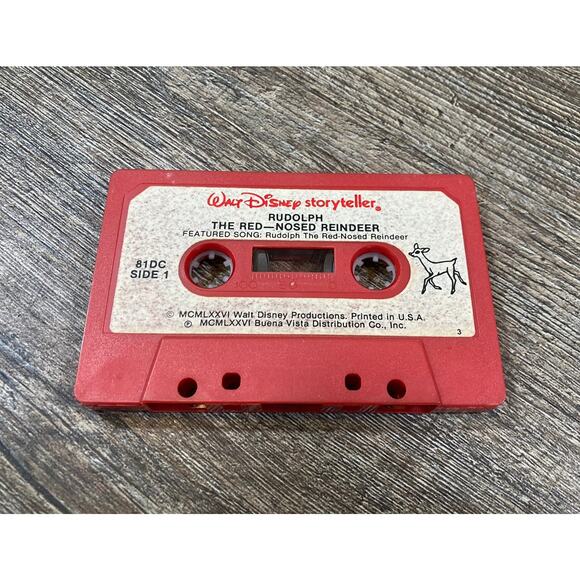 WALT DISNEY storyteller®
RUDOLPH
THE RED—NOSED REINDEER
FEATURED SONG: Rudolph The Red-Nosed Reindeer
81DC
SIDE 1
© MCMLXXVI Walt Disney Productions. Printed in U.S.A.
℗ MCMLXXVI Buena Vista Distribution Co., Inc.
3